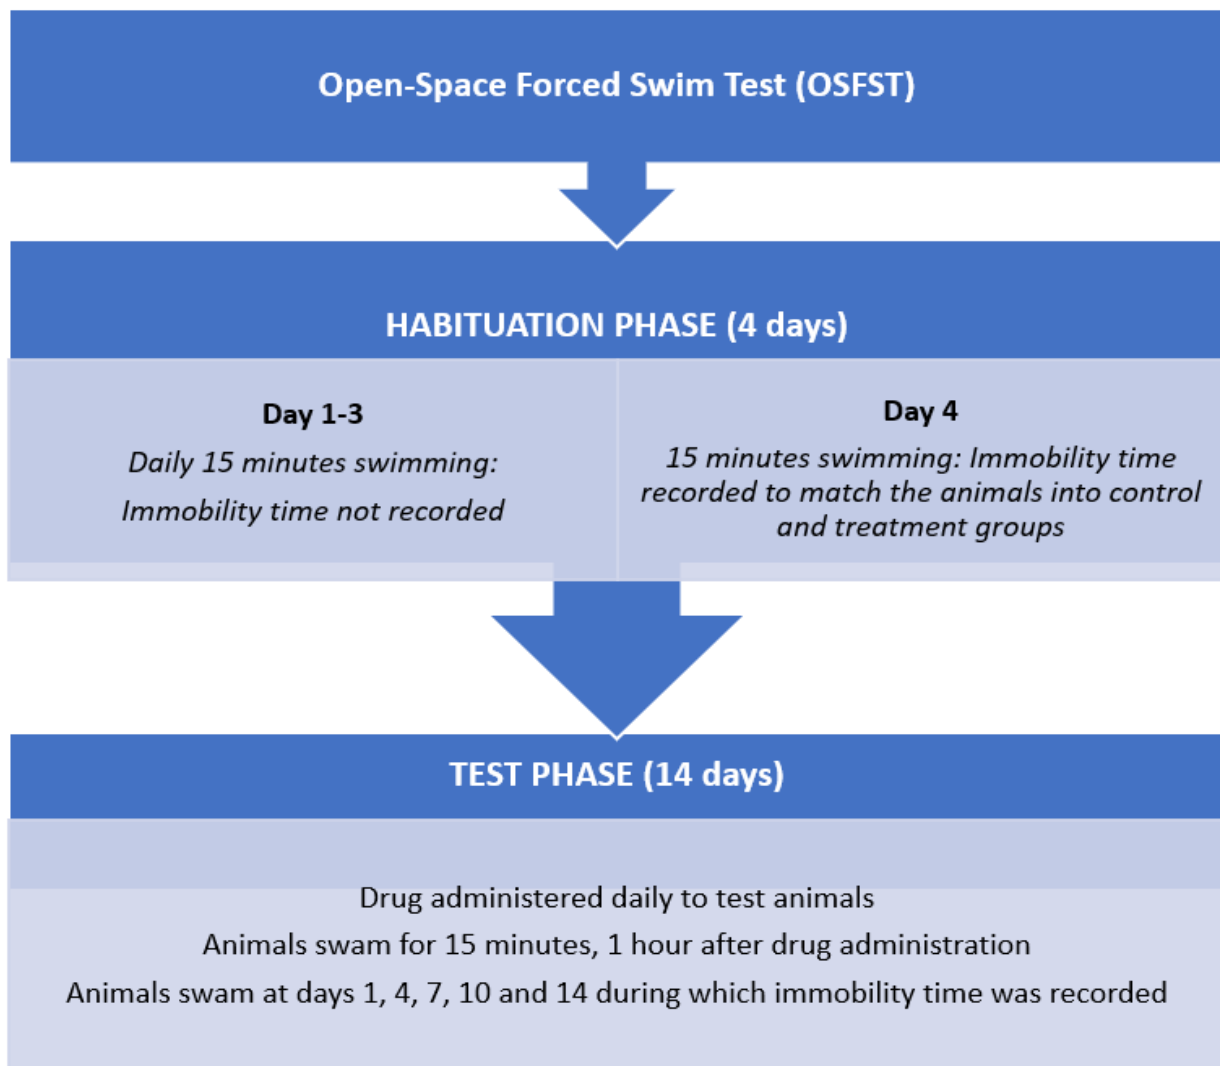 Open-Space Forced Swim Test (OSFST)
HABITUATION PHASE (4 days)
Day 1-3
Daily 15 minutes swimming:
Immobility time not recorded
Day 4
15 minutes swimming: Immobility time
recorded to match the animals into control
and treatment groups
TEST PHASE (14 days)
Drug administered daily to test animals
Animals swam for 15 minutes, 1 hour after drug administration
Animals swam at days 1, 4, 7, 10 and 14 during which immobility time was recorded